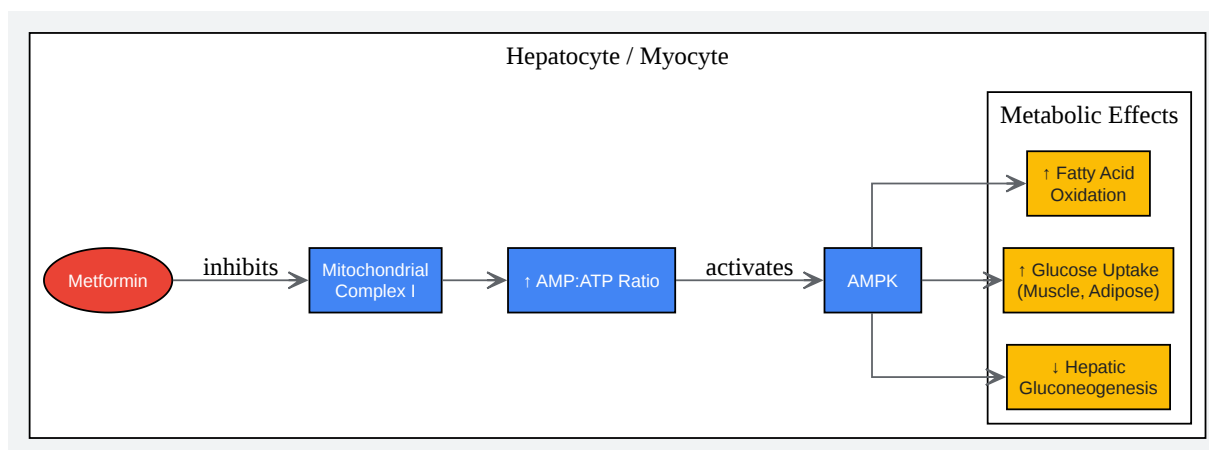 Hepatocyte / Myocyte
Metabolic Effects
↑ Fatty Acid
Oxidation
Metformin
inhibits
Mitochondrial
Complex I
↑ AMP:ATP Ratio
activates
AMPK
↑ Glucose Uptake
(Muscle, Adipose)
↓ Hepatic
Gluconeogenesis